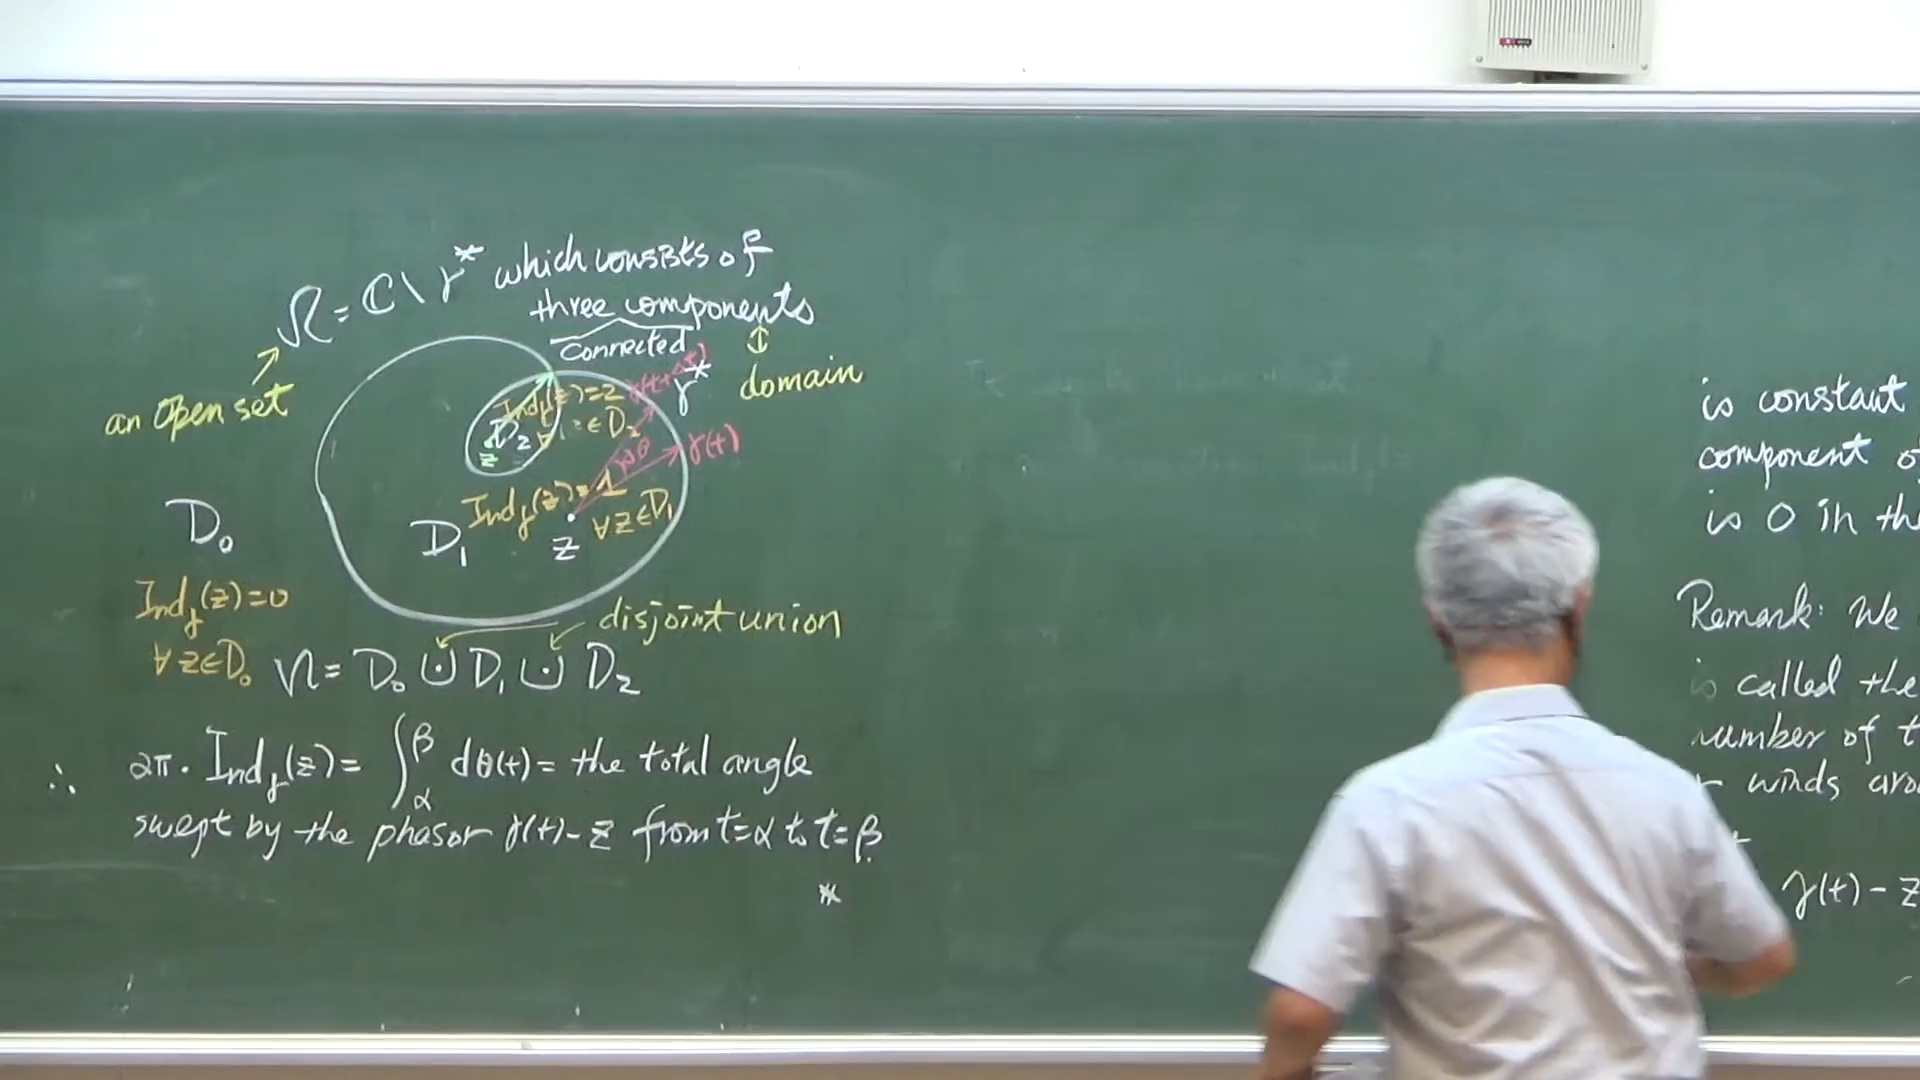 Ω = ℂ \ γ* which consists of
three components
connected
an open set
domain
γ*
Ind_γ(z)=2
∀ z ∈ D₂
D₂
z
Δθ
γ(t)
Ind_γ(z)=1
∀ z ∈ D₁
D₀
D₁
z
Ind_γ(z)=0
∀ z ∈ D₀
disjoint union
Ω = D₀ ⊍ D₁ ⊍ D₂
∴ 2π · Ind_γ(z) = ∫_α^β dθ(t) = the total angle
swept by the phasor γ(t) - z from t=α to t=β.
※
is constant
component
is 0 in
Remark: We
is called the
number of
winds
γ(t) - z